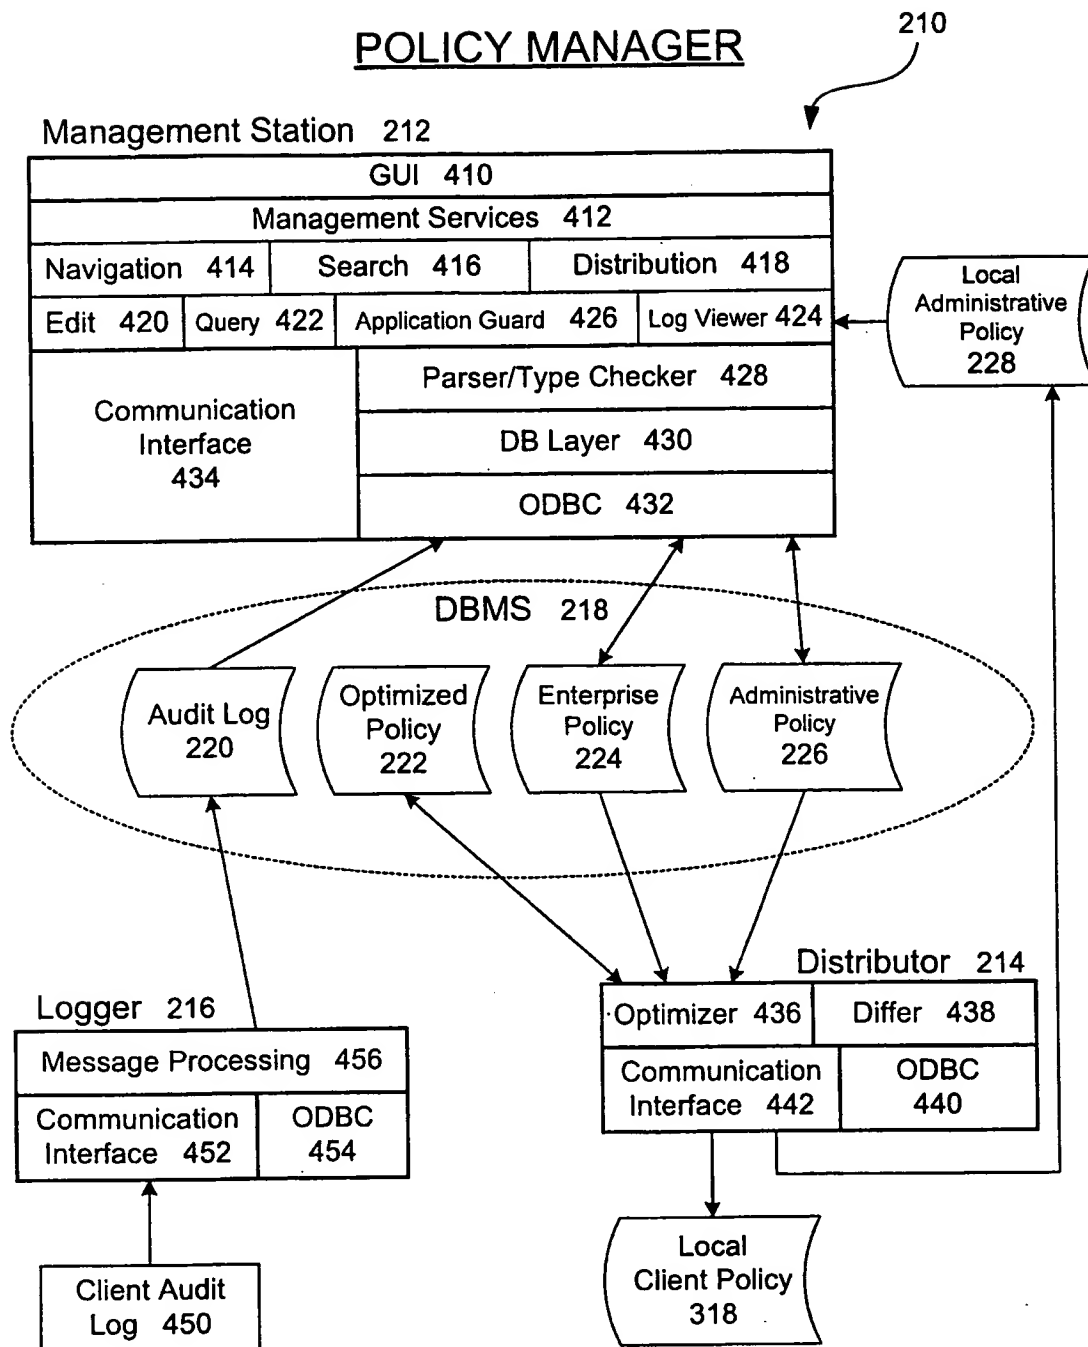 POLICY MANAGER
210
Management Station 212
GUI 410
Management Services 412
Navigation 414
Search 416
Distribution 418
Edit 420
Query 422
Application Guard 426
Log Viewer 424
Local
Administrative
Policy
228
Communication
Interface
434
Parser/Type Checker 428
DB Layer 430
ODBC 432
DBMS 218
Audit Log
220
Optimized
Policy
222
Enterprise
Policy
224
Administrative
Policy
226
Distributor 214
Logger 216
Optimizer 436
Differ 438
Message Processing 456
Communication
Interface 442
ODBC
440
Communication
Interface 452
ODBC
454
Local
Client Policy
318
Client Audit
Log 450